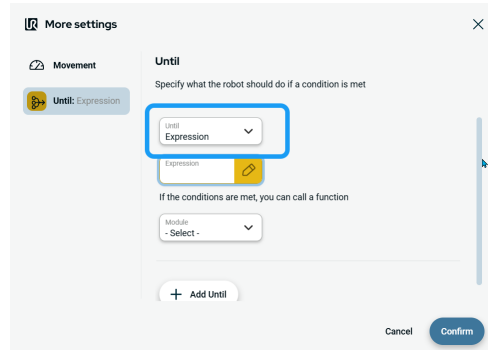 More settings
Movement
Until: Expression
Until
Specify what the robot should do if a condition is met
Until
Expression
Expression
If the conditions are met, you can call a function
Module
- Select -
+ Add Until
Cancel
Confirm